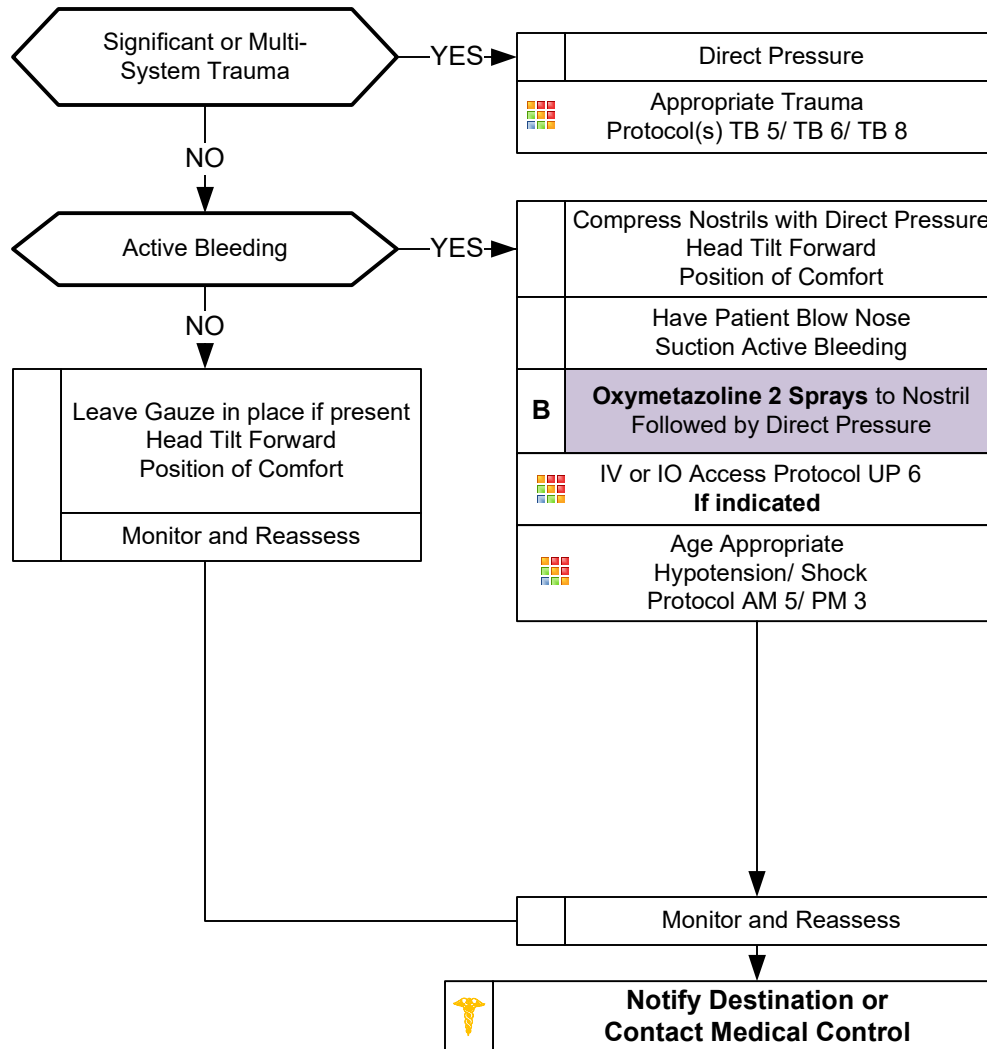 Significant or Multi-
System Trauma
YES
Direct Pressure
Appropriate Trauma
Protocol(s) TB 5/ TB 6/ TB 8
NO
Active Bleeding
YES
Compress Nostrils with Direct Pressure
Head Tilt Forward
Position of Comfort
Have Patient Blow Nose
Suction Active Bleeding
B
Oxymetazoline 2 Sprays to Nostril
Followed by Direct Pressure
IV or IO Access Protocol UP 6
If indicated
Age Appropriate
Hypotension/ Shock
Protocol AM 5/ PM 3
NO
Leave Gauze in place if present
Head Tilt Forward
Position of Comfort
Monitor and Reassess
Monitor and Reassess
Notify Destination or
Contact Medical Control